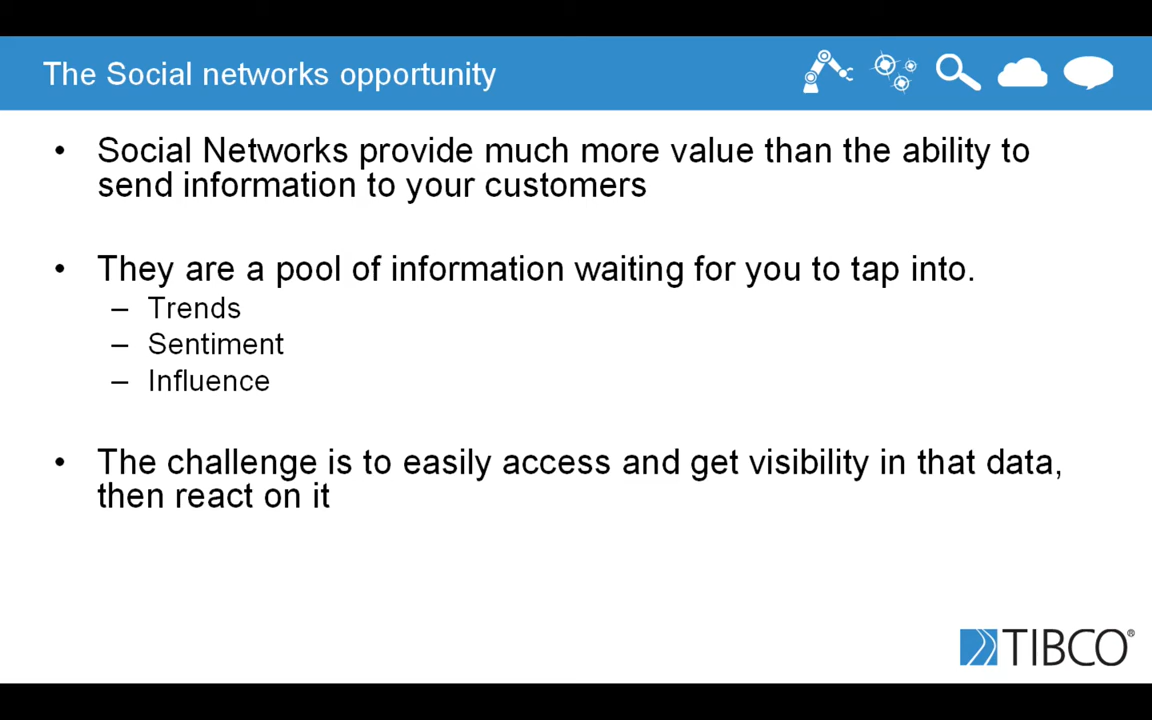 The Social networks opportunity
• Social Networks provide much more value than the ability to
send information to your customers
• They are a pool of information waiting for you to tap into.
– Trends
– Sentiment
– Influence
• The challenge is to easily access and get visibility in that data,
then react on it
TIBCO®